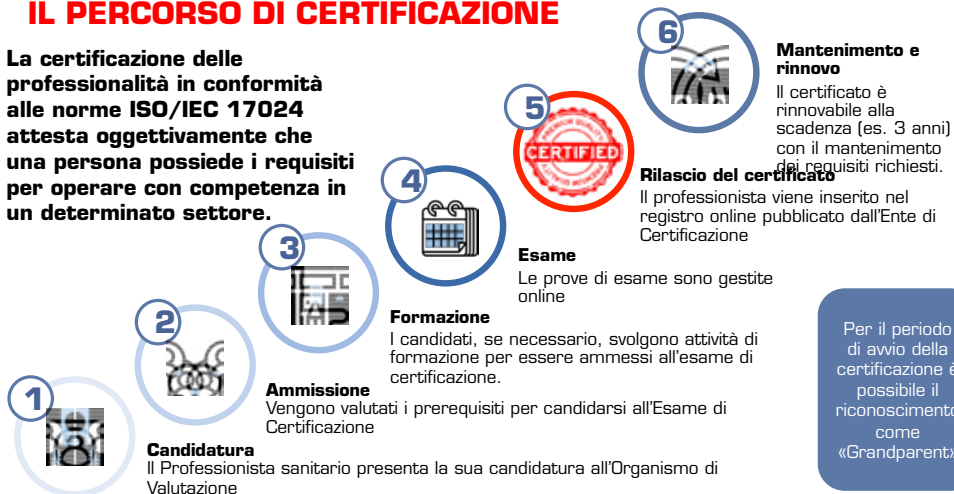 IL PERCORSO DI CERTIFICAZIONE
La certificazione delle
professionalità in conformità
alle norme ISO/IEC 17024
attesta oggettivamente che
una persona possiede i requisiti
per operare con competenza in
un determinato settore.
6
Mantenimento e
rinnovo
Il certificato è
rinnovabile alla
scadenza (es. 3 anni)
con il mantenimento
dei requisiti richiesti.
5
PREMIUM QUALITY
CERTIFIED
Rilascio del certificato
Il professionista viene inserito nel
registro online pubblicato dall'Ente di
Certificazione
4
Esame
Le prove di esame sono gestite
online
3
Formazione
I candidati, se necessario, svolgono attività di
formazione per essere ammessi all'esame di
certificazione.
2
Ammissione
Vengono valutati i prerequisiti per candidarsi all'Esame di
Certificazione
1
Candidatura
Il Professionista sanitario presenta la sua candidatura all'Organismo di
Valutazione
Per il periodo
di avvio della
certificazione è
possibile il
riconoscimento
come
«Grandparent»